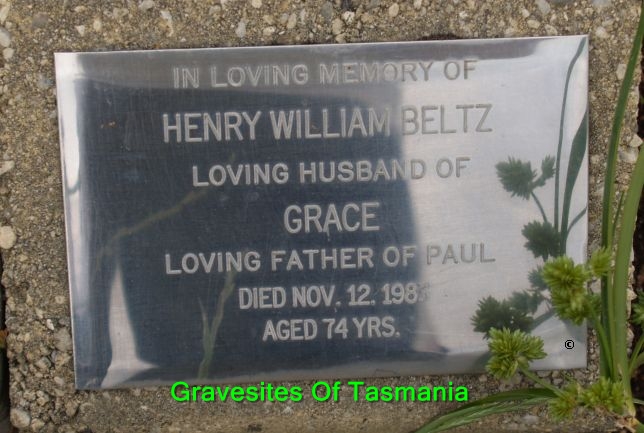 IN LOVING MEMORY OF
HENRY WILLIAM BELTZ
LOVING HUSBAND OF
GRACE
LOVING FATHER OF PAUL
DIED NOV. 12.
AGED 74 YRS.
©
Gravesites Of Tasmania